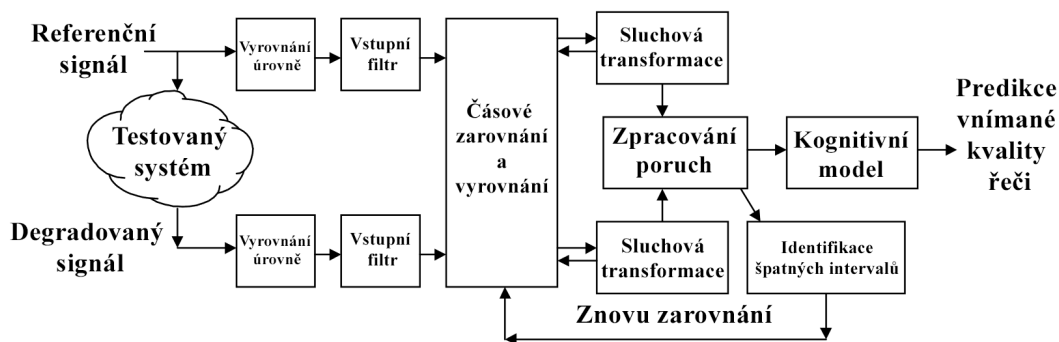 Referenční
signál
Vyrovnání
úrovně
Vstupní
filtr
Čásové
zarovnání
a
vyrovnání
Sluchová
transformace
Testovaný
systém
Zpracování
poruch
Kognitivní
model
Predikce
vnímané
kvality
řeči
Degradovaný
signál
Vyrovnání
úrovně
Vstupní
filtr
Sluchová
transformace
Identifikace
špatných intervalů
Znovu zarovnání